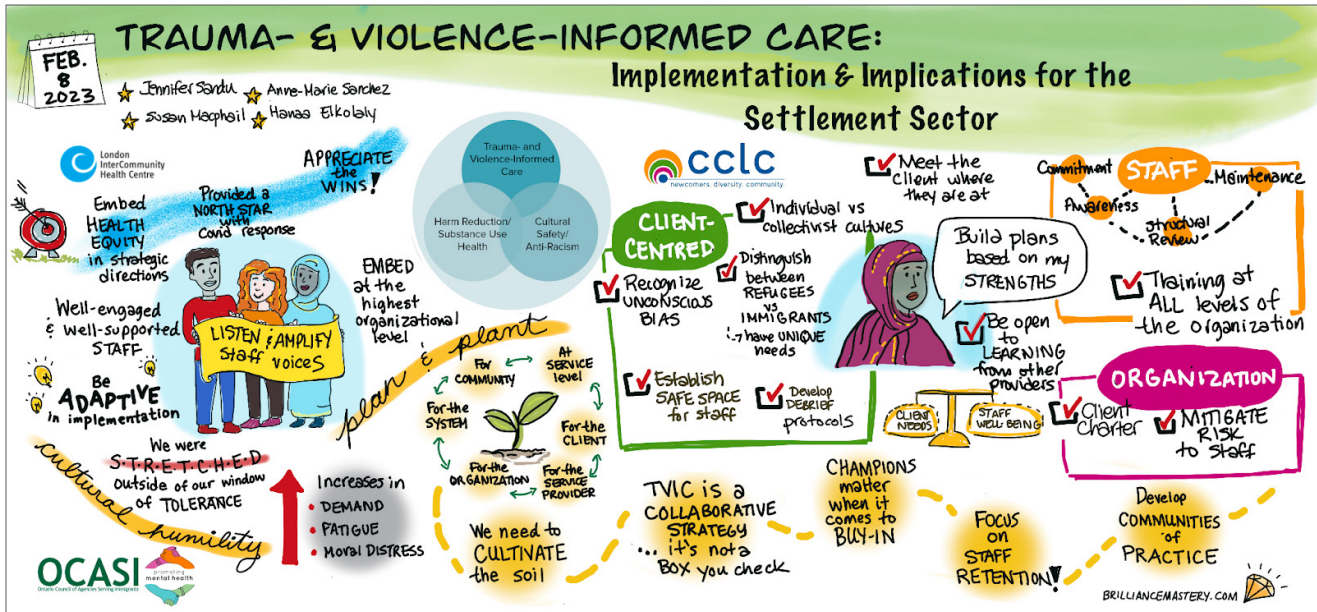 TRAUMA- & VIOLENCE-INFORMED CARE:
Implementation & Implications for the
Settlement Sector
FEB.
8
2023
Jennifer Sandu
Anne-Marie Sanchez
Susan Macphail
Hanaa Elkolaly
London
InterCommunity
Health Centre
Embed
HEALTH
EQUITY
in strategic
directions
Provided a
NORTH STAR
with
Covid response
APPRECIATE
the
WINS!
Well-engaged
& Well-supported
STAFF
Be
ADAPTIVE
in implementation
LISTEN & AMPLIFY
Staff voices
EMBED
at the
highest
organizational
level
We were
S-T-R-E-T-C-H-E-D
outside of our window
of TOLERANCE
cultural humility
Increases in
• DEMAND
• FATIGUE
• Moral DISTRESS
OCASI
Ontario Council of Agencies Serving Immigrants
promoting
mental health
plan & plant
Trauma- and
Violence-Informed
Care
Harm Reduction/
Substance Use
Health
Cultural
Safety/
Anti-Racism
For
COMMUNITY
At
SERVICE
level
For the
SYSTEM
For the
CLIENT
For the
ORGANIZATION
For the
SERVICE
PROVIDER
We need to
CULTIVATE
the soil
cclc
newcomers. diversity. community.
CLIENT-
CENTRED
Individual vs
collectivist cultures
Recognize
UNCONSCIOUS
BIAS
Distinguish
between
REFUGEES
vs
IMMIGRANTS
↳ have UNIQUE
needs
Establish
SAFE SPACE
for staff
Develop
DEBRIEF
protocols
Meet the
Client where
they are at
Build plans
based on my
STRENGTHS
Be open
to
LEARNING
from other
providers
CLIENT
NEEDS
STAFF
WELL-BEING
STAFF
Commitment
Awareness
Structural
Review
...Maintenance
Training at
ALL levels of
the organization
ORGANIZATION
Client
Charter
MITIGATE
RISK
to Staff
TVIC is a
COLLABORATIVE
STRATEGY
... it's not a
BOX you check
CHAMPIONS
matter
when it
comes to
BUY-IN
FOCUS
on
STAFF
RETENTION!
Develop
COMMUNITIES
of
PRACTICE
BRILLIANCEMASTERY.COM